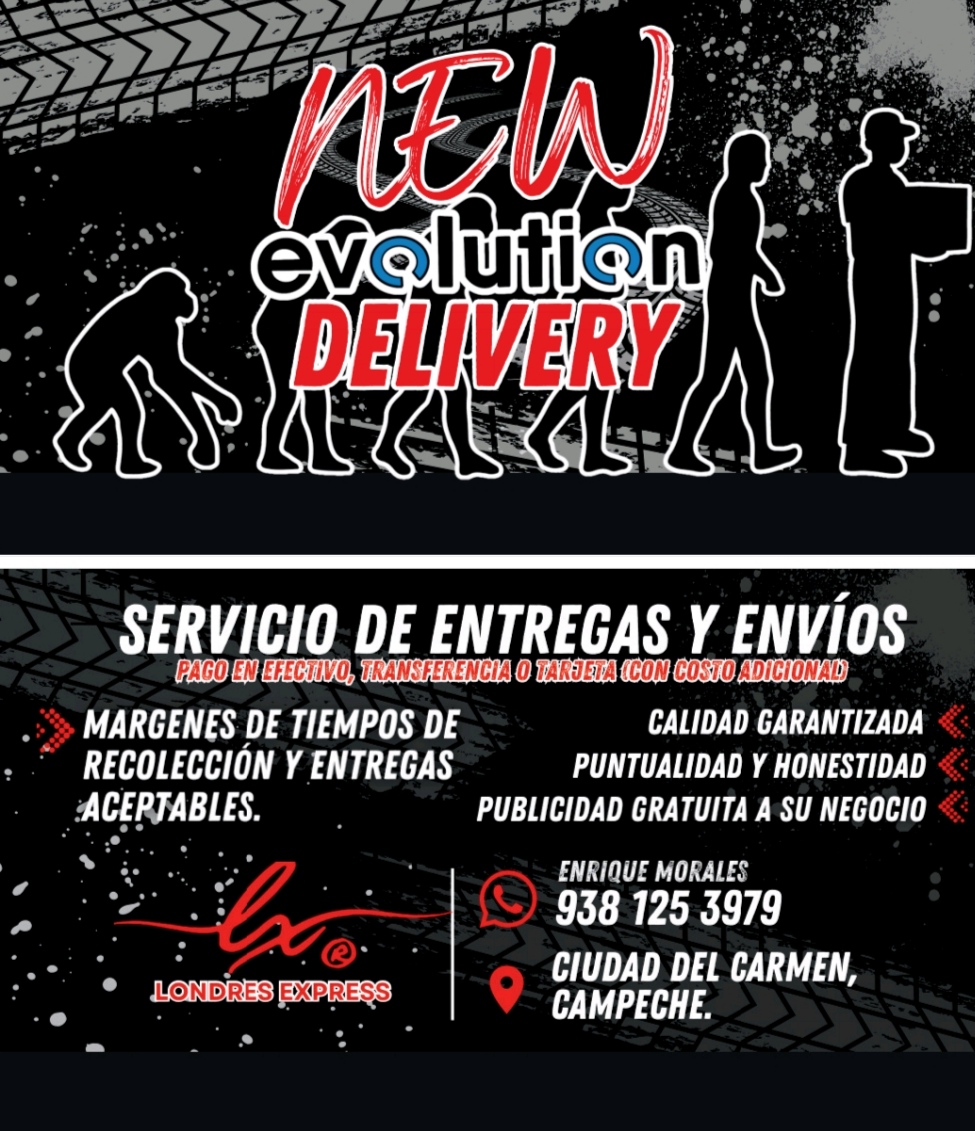 NEW
evolution
DELIVERY
SERVICIO DE ENTREGAS Y ENVÍOS
PAGO EN EFECTIVO, TRANSFERENCIA O TARJETA (CON COSTO ADICIONAL)
MARGENES DE TIEMPOS DE
RECOLECCIÓN Y ENTREGAS
ACEPTABLES.
CALIDAD GARANTIZADA
PUNTUALIDAD Y HONESTIDAD
PUBLICIDAD GRATUITA A SU NEGOCIO
lx ®
LONDRES EXPRESS
ENRIQUE MORALES
938 125 3979
CIUDAD DEL CARMEN,
CAMPECHE.